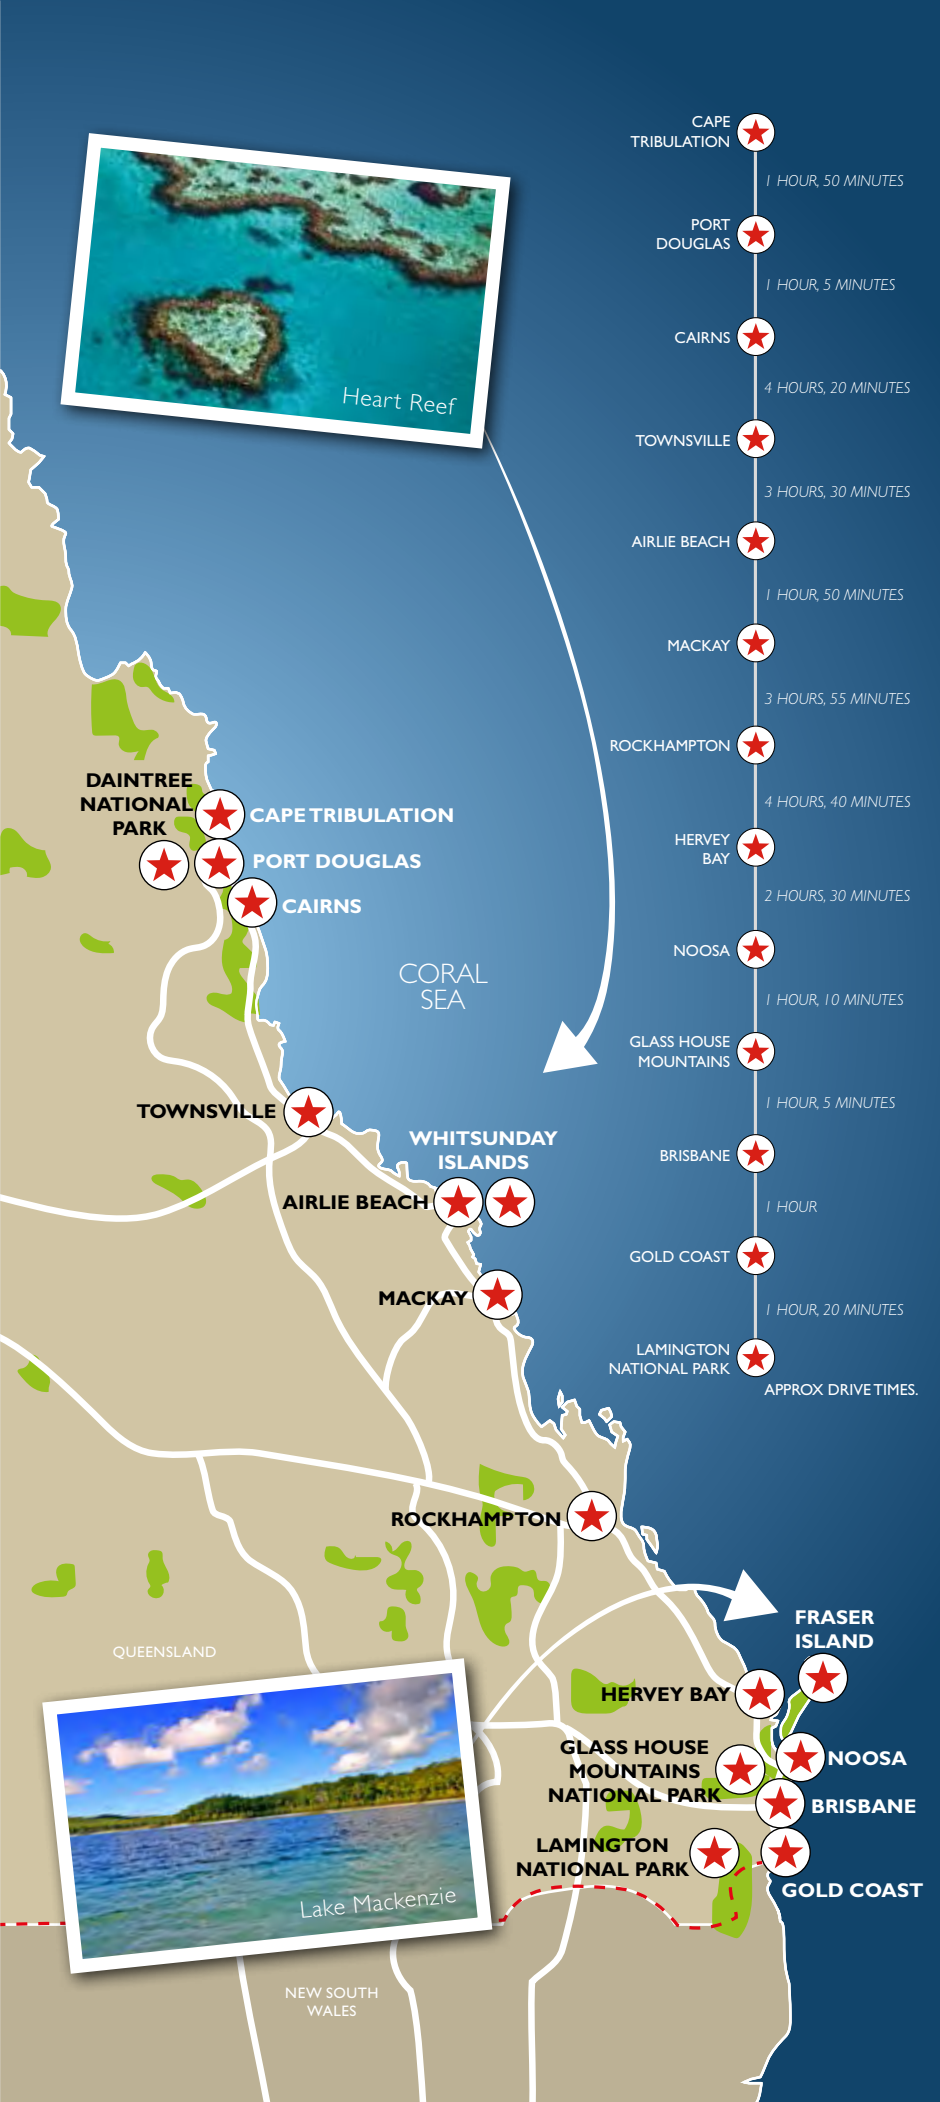 CAPE
TRIBULATION
1 HOUR, 50 MINUTES
PORT
DOUGLAS
1 HOUR, 5 MINUTES
CAIRNS
4 HOURS, 20 MINUTES
TOWNSVILLE
3 HOURS, 30 MINUTES
AIRLIE BEACH
1 HOUR, 50 MINUTES
MACKAY
3 HOURS, 55 MINUTES
ROCKHAMPTON
4 HOURS, 40 MINUTES
HERVEY
BAY
2 HOURS, 30 MINUTES
NOOSA
1 HOUR, 10 MINUTES
GLASS HOUSE
MOUNTAINS
1 HOUR, 5 MINUTES
BRISBANE
1 HOUR
GOLD COAST
1 HOUR, 20 MINUTES
LAMINGTON
NATIONAL PARK
APPROX DRIVE TIMES.
Heart Reef
DAINTREE
NATIONAL
PARK
CAPE TRIBULATION
PORT DOUGLAS
CAIRNS
CORAL
SEA
TOWNSVILLE
WHITSUNDAY
ISLANDS
AIRLIE BEACH
MACKAY
ROCKHAMPTON
QUEENSLAND
FRASER
ISLAND
HERVEY BAY
GLASS HOUSE
MOUNTAINS
NATIONAL PARK
NOOSA
BRISBANE
LAMINGTON
NATIONAL PARK
GOLD COAST
Lake Mackenzie
NEW SOUTH
WALES